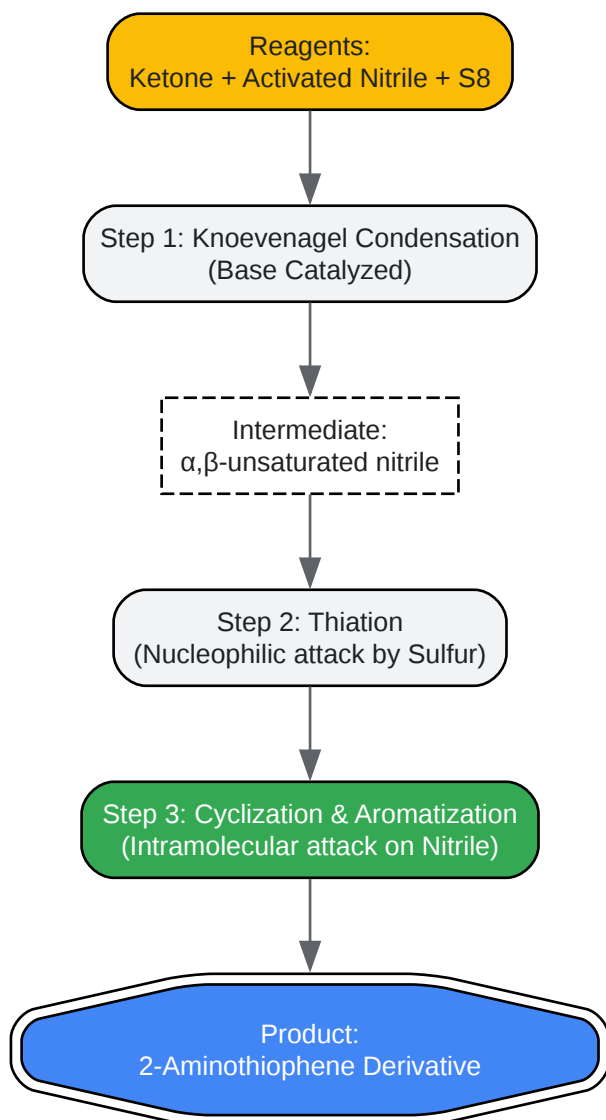 Reagents:
Ketone + Activated Nitrile + S8
Step 1: Knoevenagel Condensation
(Base Catalyzed)
Intermediate:
α,β-unsaturated nitrile
Step 2: Thiation
(Nucleophilic attack by Sulfur)
Step 3: Cyclization & Aromatization
(Intramolecular attack on Nitrile)
Product:
2-Aminothiophene Derivative